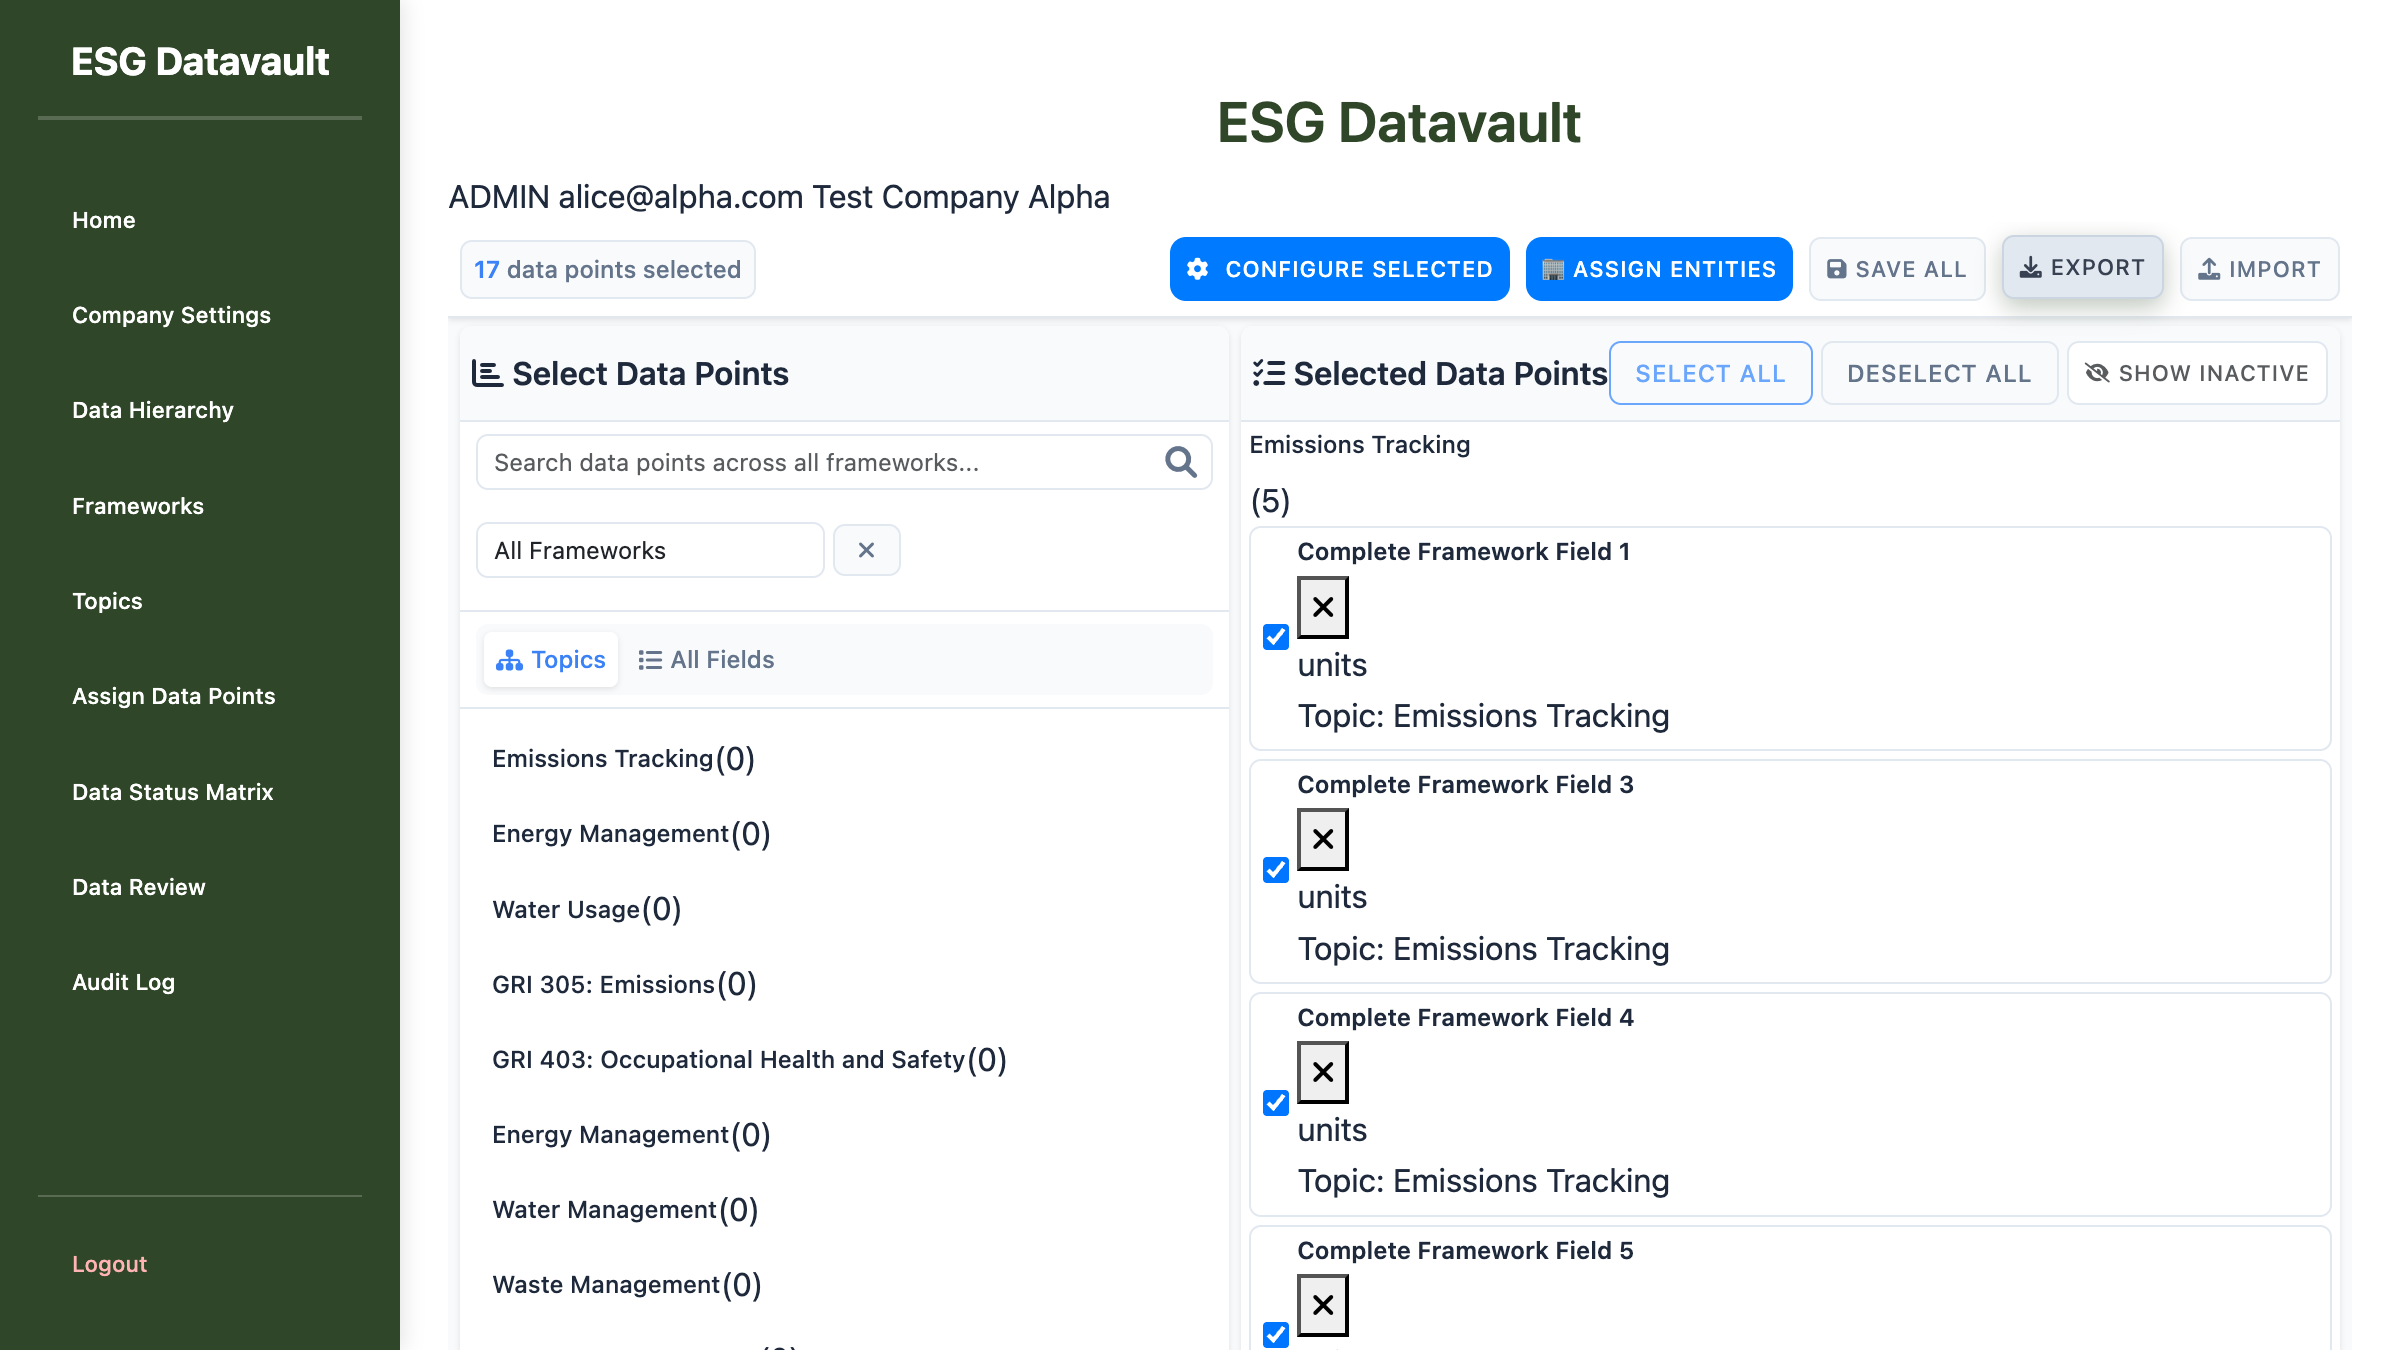 ESG Datavault
Home
Company Settings
Data Hierarchy
Frameworks
Topics
Assign Data Points
Data Status Matrix
Data Review
Audit Log
Logout
ESG Datavault
ADMIN alice@alpha.com Test Company Alpha
17 data points selected
CONFIGURE SELECTED
ASSIGN ENTITIES
SAVE ALL
EXPORT
IMPORT
Select Data Points
Search data points across all frameworks...
All Frameworks
Topics
All Fields
Emissions Tracking(0)
Energy Management(0)
Water Usage(0)
GRI 305: Emissions(0)
GRI 403: Occupational Health and Safety(0)
Energy Management(0)
Water Management(0)
Waste Management(0)
Selected Data Points
SELECT ALL
DESELECT ALL
SHOW INACTIVE
Emissions Tracking
(5)
Complete Framework Field 1
units
Topic: Emissions Tracking
Complete Framework Field 3
units
Topic: Emissions Tracking
Complete Framework Field 4
units
Topic: Emissions Tracking
Complete Framework Field 5